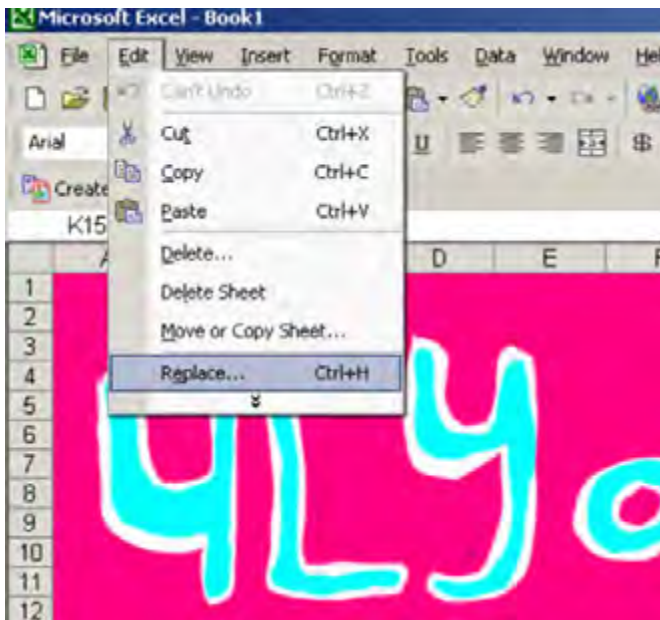 Microsoft Excel - Book1
File Edit View Insert Format Tools Data Window Hel
Can't Undo Ctrl+Z
Cut Ctrl+X
Arial U $
Copy Ctrl+C
Create
Paste Ctrl+V
K15
Delete...
D E F
Delete Sheet
Move or Copy Sheet...
Replace... Ctrl+H
1
2
3
4
5
6
7
8
9
10
11
12
4Lyo